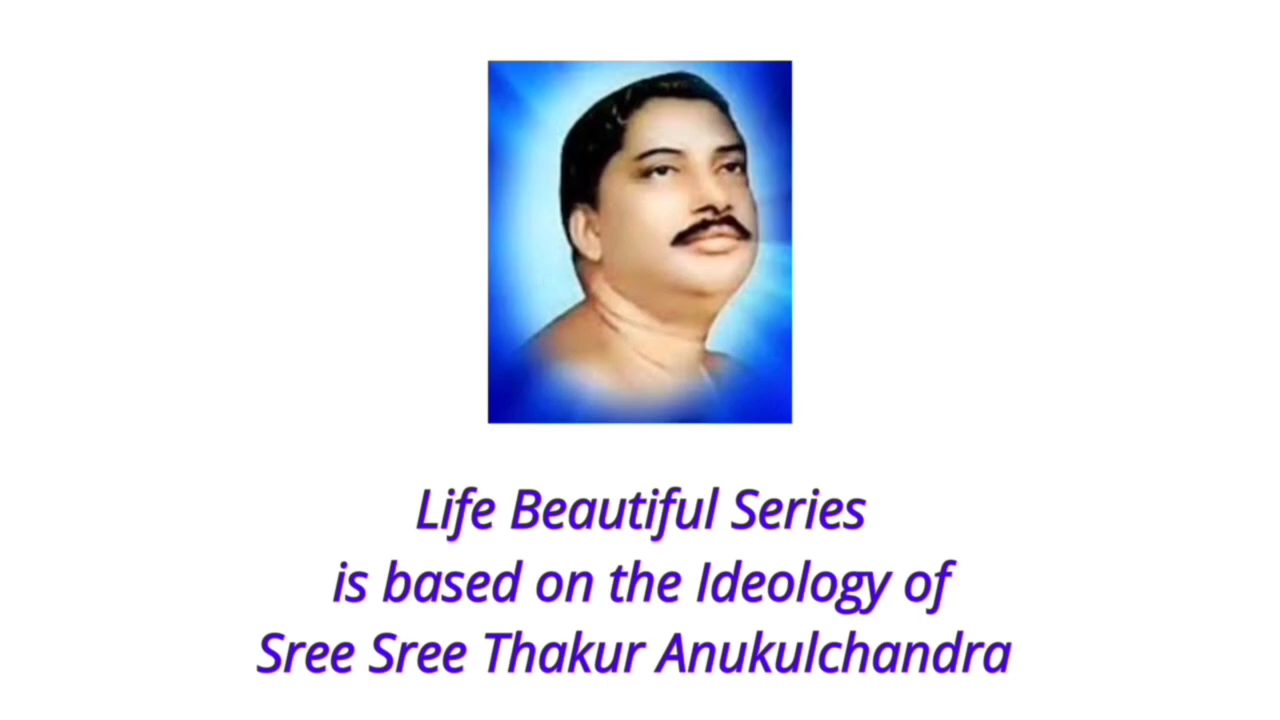 Life Beautiful Series
is based on the Ideology of
Sree Sree Thakur Anukulchandra